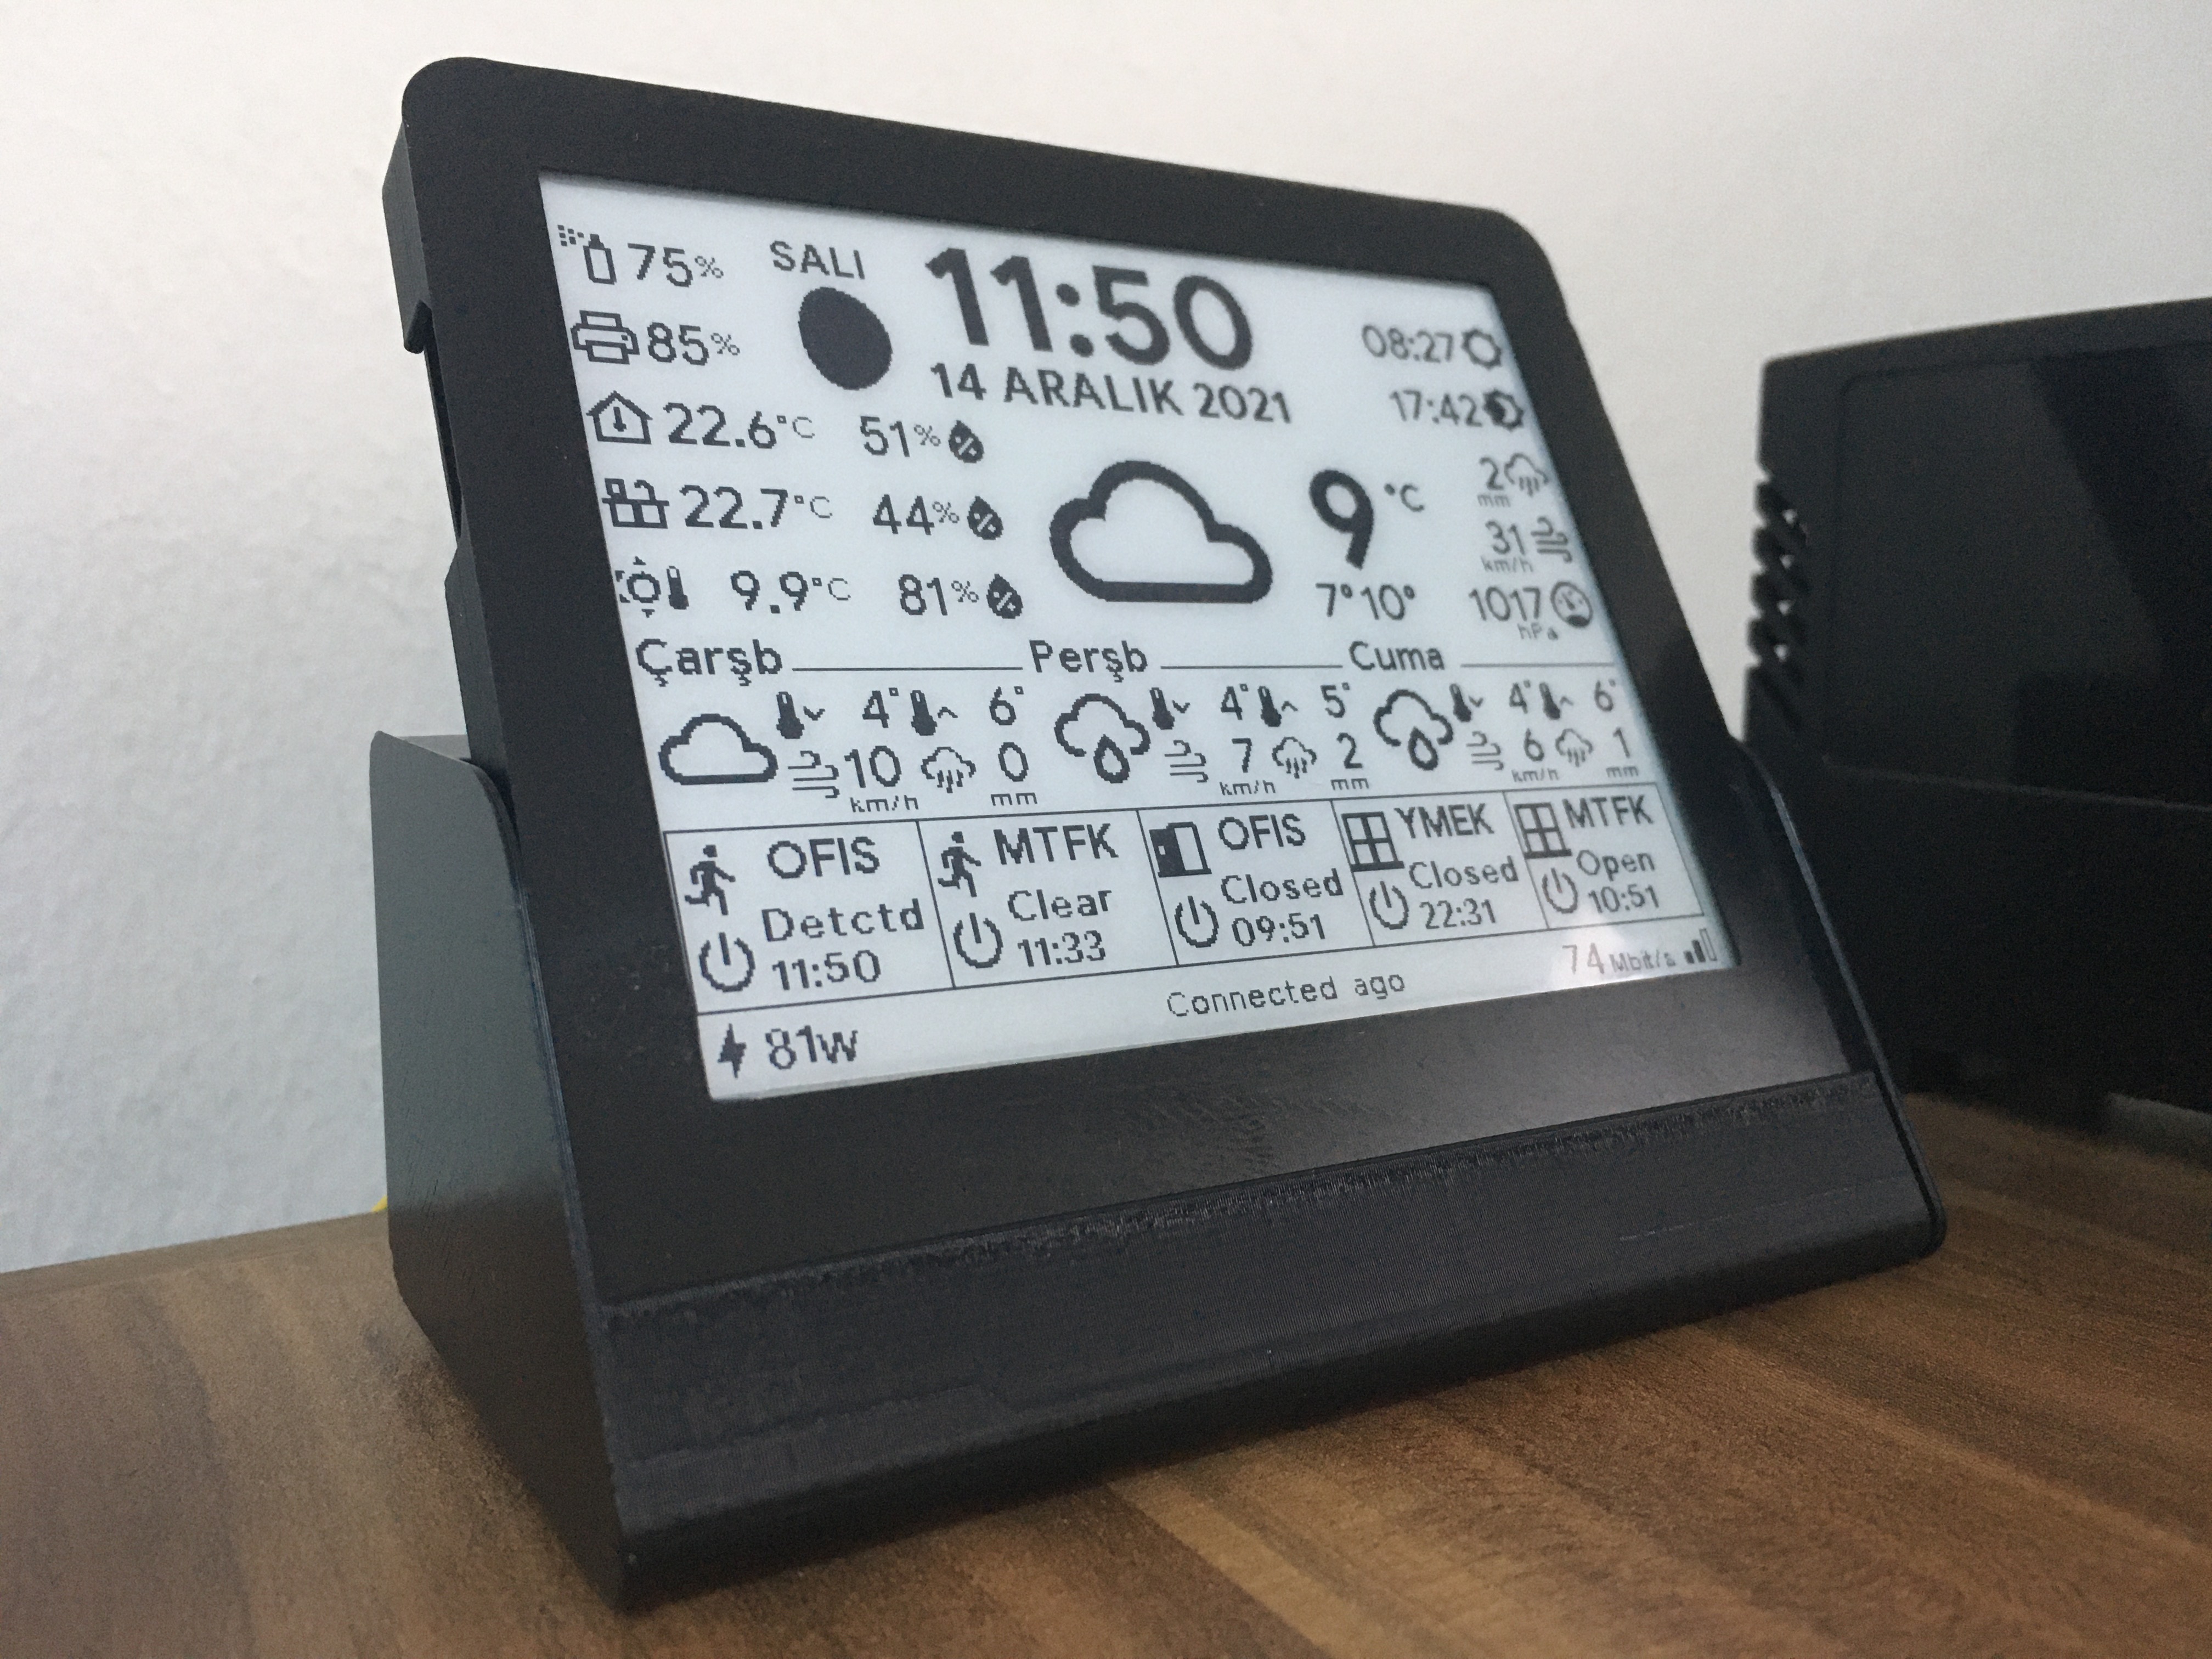 75%
SALI
11:50
08:27
85%
14 ARALIK 2021
17:42
22.6°C 51%
22.7°C 44%
9.9°C 81%
9 °C
7° 10°
2
mm
31
km/h
1017
hPa
Çarşb Perşb Cuma
4° 6° 4° 5° 4° 6°
10 0 7 2 6 1
km/h mm km/h mm km/h mm
OFIS
Detctd
11:50
MTFK
Clear
11:33
OFIS
Closed
09:51
YMEK
Closed
22:31
MTFK
Open
10:51
81W
Connected ago
74 Mbit/s